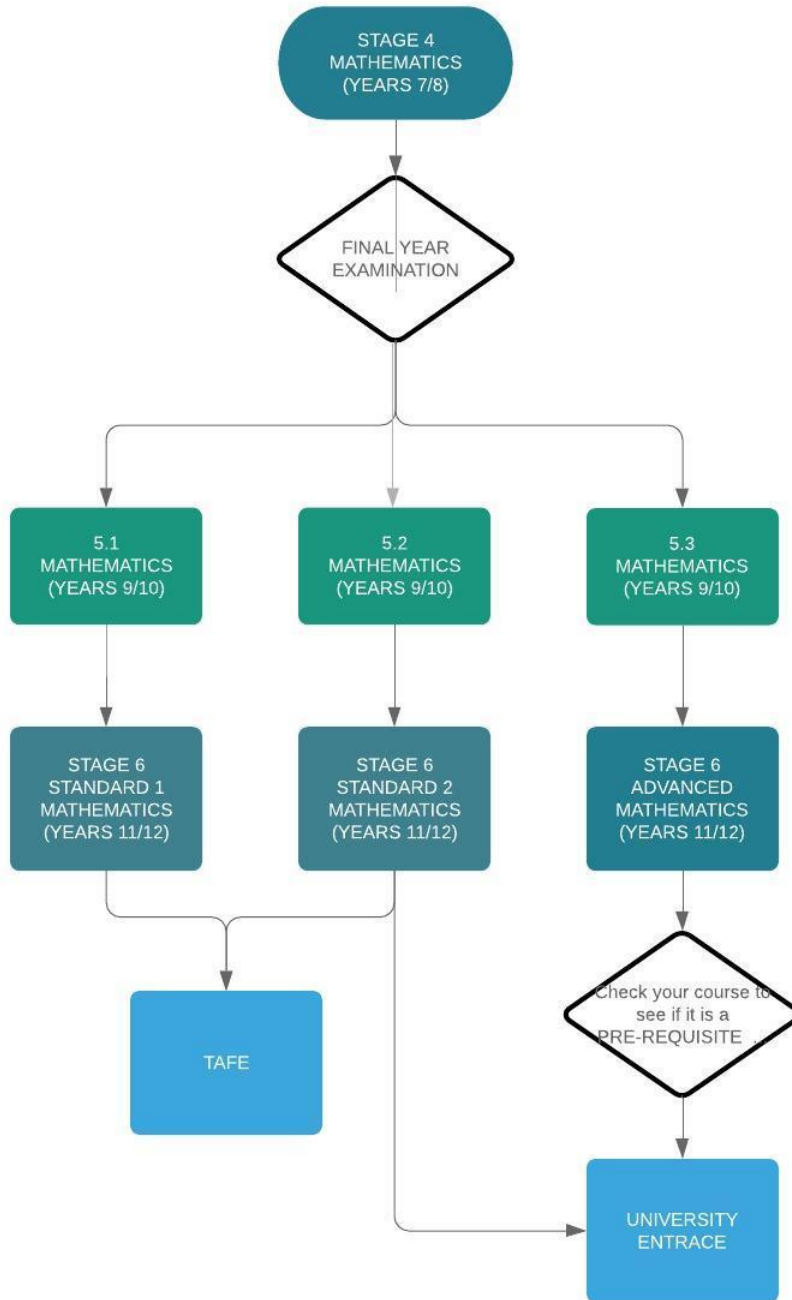 STAGE 4
MATHEMATICS
(YEARS 7/8)
FINAL YEAR
EXAMINATION
5.1
MATHEMATICS
(YEARS 9/10)
5.2
MATHEMATICS
(YEARS 9/10)
5.3
MATHEMATICS
(YEARS 9/10)
STAGE 6
STANDARD 1
MATHEMATICS
(YEARS 11/12)
STAGE 6
STANDARD 2
MATHEMATICS
(YEARS 11/12)
STAGE 6
ADVANCED
MATHEMATICS
(YEARS 11/12)
Check your course to
see if it is a
PRE-REQUISITE ...
TAFE
UNIVERSITY
ENTRACE